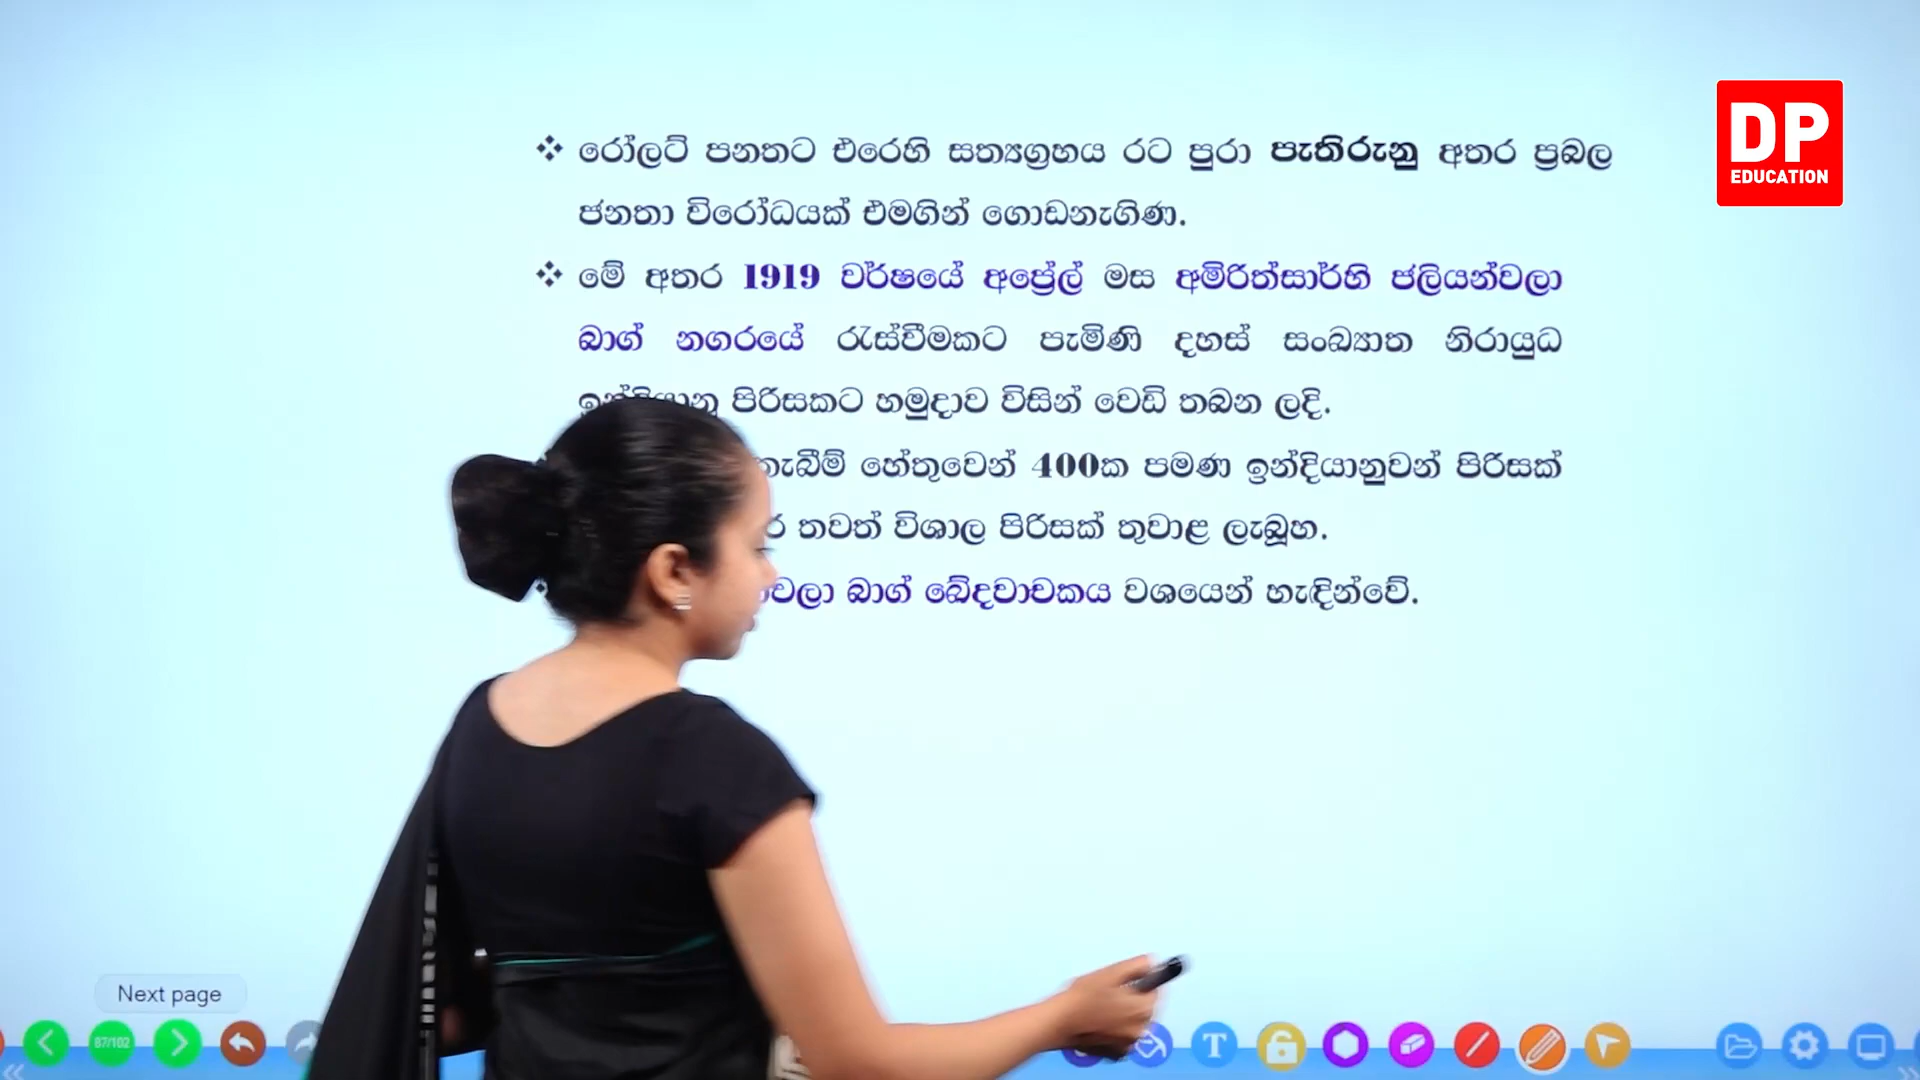 DP
EDUCATION
❖ රෝලට් පනතට එරෙහි සත්‍යග්‍රහය රට පුරා පැතිරුනු අතර ප්‍රබල
ජනතා විරෝධයක් එමගින් ගොඩනැගිණ.
❖ මේ අතර 1919 වර්ෂයේ අප්‍රේල් මස අමිරිත්සාර්හි ජලියන්වලා
බාග් නගරයේ රැස්වීමකට පැමිණි දහස් සංඛ්‍යාත නිරායුධ
ඉන්දියානු පිරිසකට හමුදාව විසින් වෙඩි තබන ලදි.
හේතුවෙන් 400ක පමණ ඉන්දියානුවන් පිරිසක්
තවත් විශාල පිරිසක් තුවාළ ලැබූහ.
බාග් ඛේදවාචකය වශයෙන් හැඳින්වේ.
Next page
87/102
T